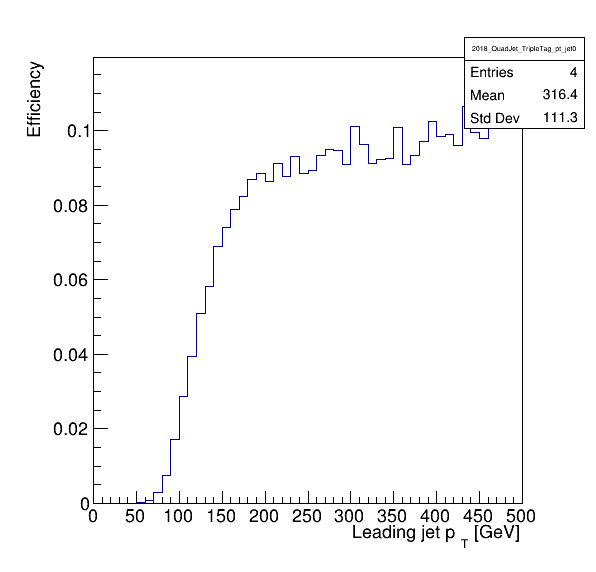 2018_QuadJet_TripleTag_pt_jet0
Entries 4
Mean 316.4
Std Dev 111.3
Efficiency
0.1
0.08
0.06
0.04
0.02
0
0 50 100 150 200 250 300 350 400 450 500
Leading jet p T [GeV]